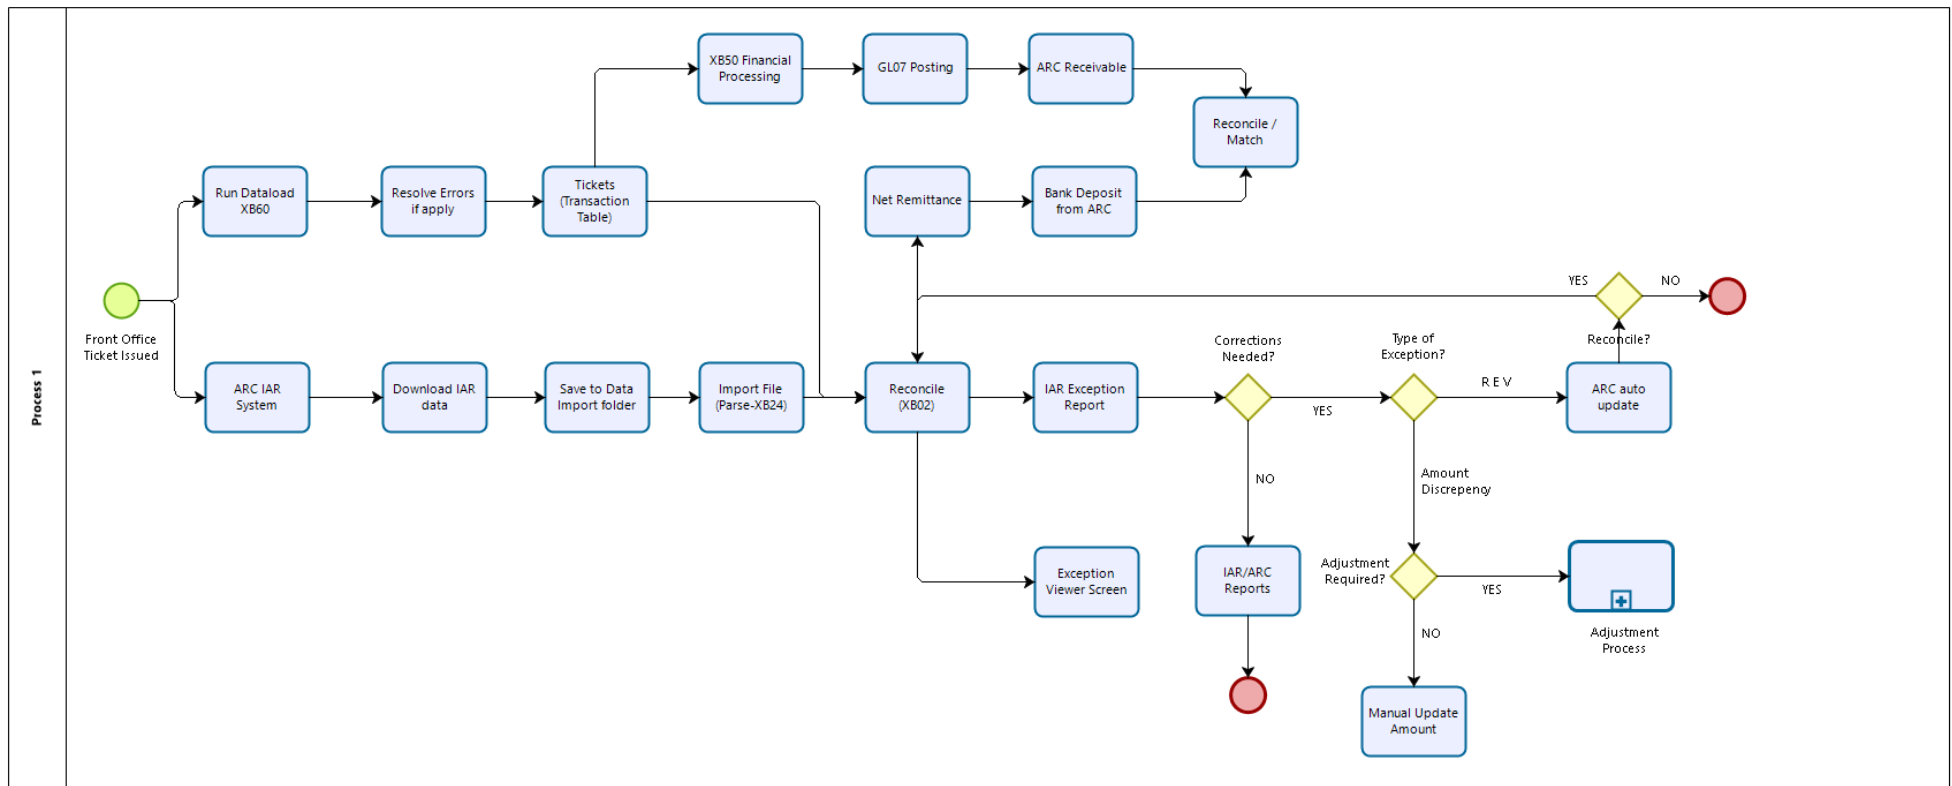 Process 1
Front Office
Ticket Issued
Run Dataload
XB60
Resolve Errors
if apply
Tickets
(Transaction
Table)
XB50 Financial
Processing
GL07 Posting
ARC Receivable
Reconcile /
Match
Net Remittance
Bank Deposit
from ARC
ARC IAR
System
Download IAR
data
Save to Data
Import folder
Import File
(Parse-XB24)
Reconcile
(XB02)
IAR Exception
Report
Exception
Viewer Screen
Corrections
Needed?
YES
NO
IAR/ARC
Reports
Type of
Exception?
R E V
ARC auto
update
Reconcile?
YES
NO
Amount
Discrepency
Adjustment
Required?
YES
Adjustment
Process
NO
Manual Update
Amount